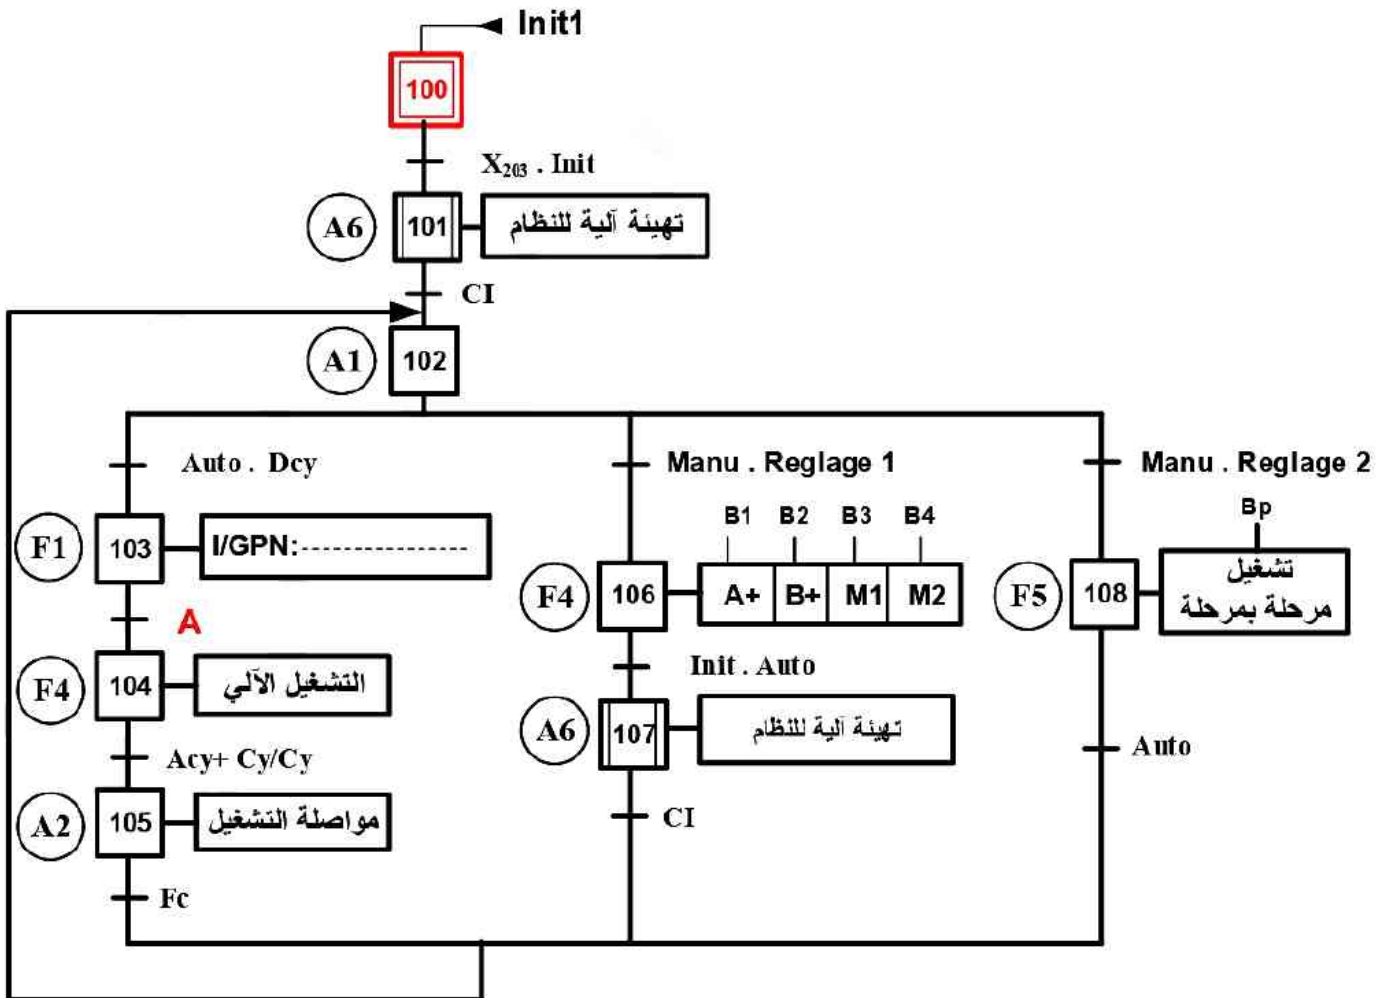 Init1
100
X203 . Init
A6
101
تهيئة آلية للنظام
CI
A1
102
Auto . Dcy
F1
103
I/GPN:-----------------
A
F4
104
التشغيل الآلي
Acy+ Cy/Cy
A2
105
مواصلة التشغيل
Fc
Manu . Reglage 1
B1 B2 B3 B4
F4
106
A+ B+ M1 M2
Init . Auto
A6
107
تهيئة آلية للنظام
CI
Manu . Reglage 2
Bp
F5
108
تشغيل
مرحلة بمرحلة
Auto